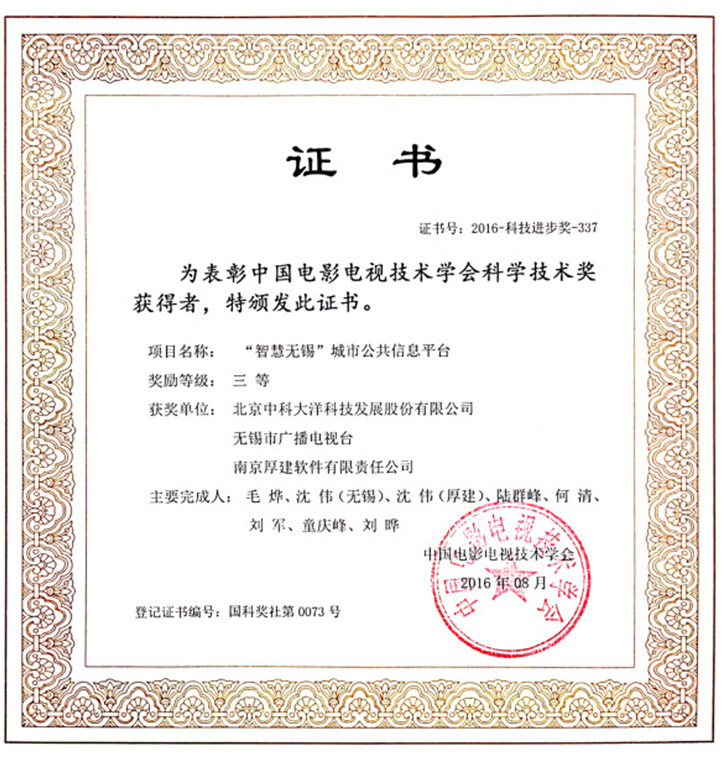 证 书
证书号：2016-科技进步奖-337
为表彰中国电影电视技术学会科学技术奖
获得者，特颁发此证书。
项目名称： “智慧无锡”城市公共信息平台
奖励等级： 三 等
获奖单位： 北京中科大洋科技发展股份有限公司
无锡市广播电视台
南京厚建软件有限责任公司
主要完成人： 毛 烨、沈 伟（无锡）、沈 伟（厚建）、陆群峰、何 清、
刘 军、童庆峰、刘 晔
中国电影电视技术学会
2016 年 08 月
中国电影电视技术学会
登记证书编号：国科奖社第 0073 号